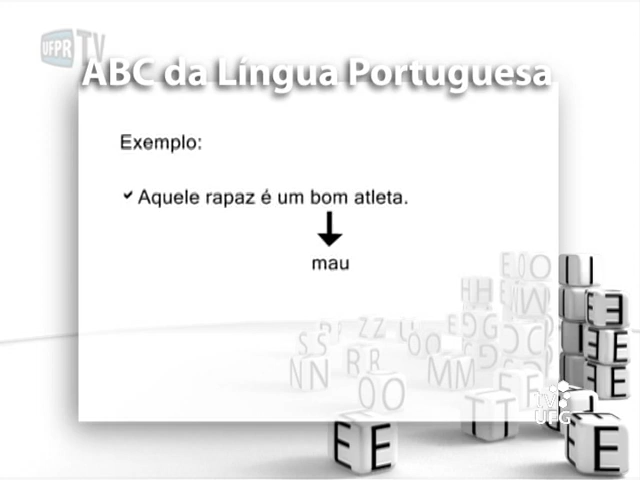 UFPR TV
ABC da Língua Portuguesa
Exemplo:
Aquele rapaz é um bom atleta.
mau
E O O I I
H H
E G G
Z Z
S S
O O
R R
N N
M M
O O
T T
E E
E E
TV
UFG